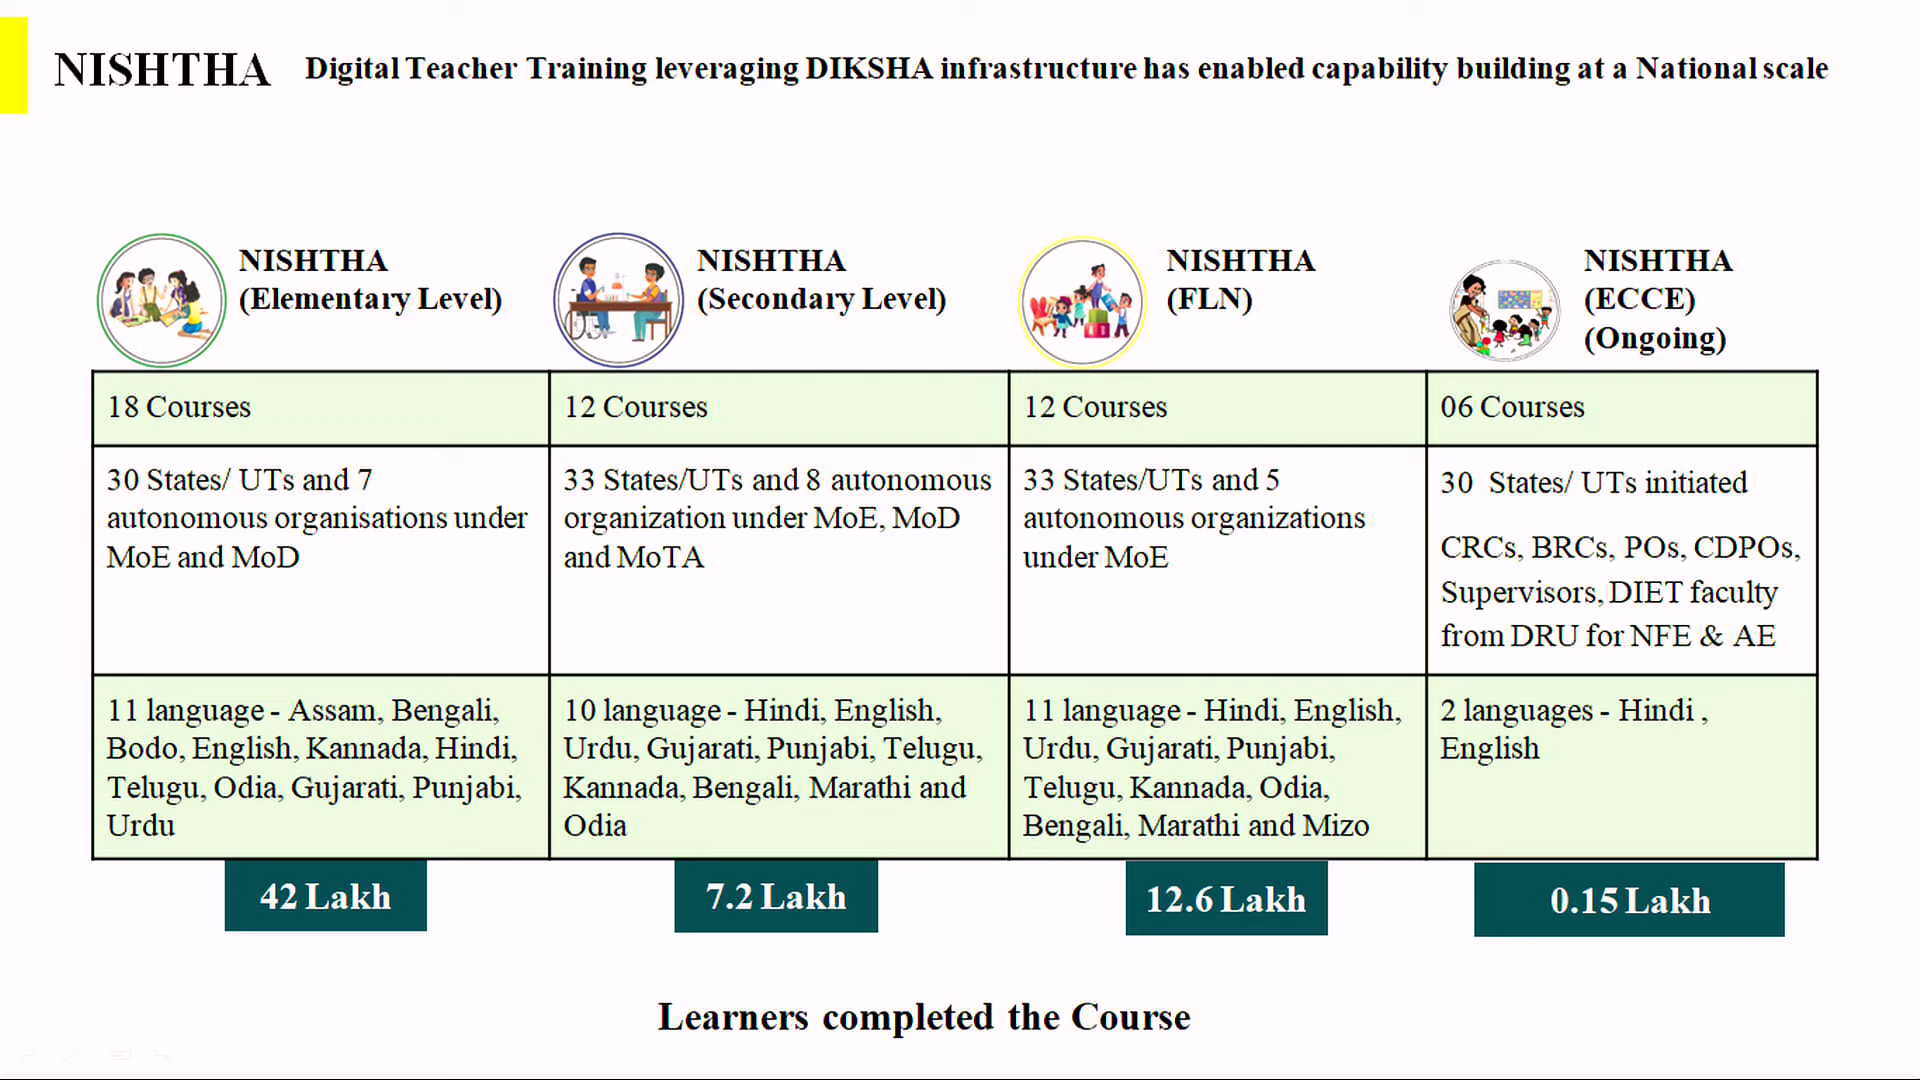 NISHTHA Digital Teacher Training leveraging DIKSHA infrastructure has enabled capability building at a National scale
NISHTHA
(Elementary Level)
NISHTHA
(Secondary Level)
NISHTHA
(FLN)
NISHTHA
(ECCE)
(Ongoing)
18 Courses
12 Courses
12 Courses
06 Courses
30 States/ UTs and 7
autonomous organisations under
MoE and MoD
33 States/UTs and 8 autonomous
organization under MoE, MoD
and MoTA
33 States/UTs and 5
autonomous organizations
under MoE
30 States/ UTs initiated
CRCs, BRCs, POs, CDPOs,
Supervisors, DIET faculty
from DRU for NFE & AE
11 language - Assam, Bengali,
Bodo, English, Kannada, Hindi,
Telugu, Odia, Gujarati, Punjabi,
Urdu
10 language - Hindi, English,
Urdu, Gujarati, Punjabi, Telugu,
Kannada, Bengali, Marathi and
Odia
11 language - Hindi, English,
Urdu, Gujarati, Punjabi,
Telugu, Kannada, Odia,
Bengali, Marathi and Mizo
2 languages - Hindi ,
English
42 Lakh
7.2 Lakh
12.6 Lakh
0.15 Lakh
Learners completed the Course